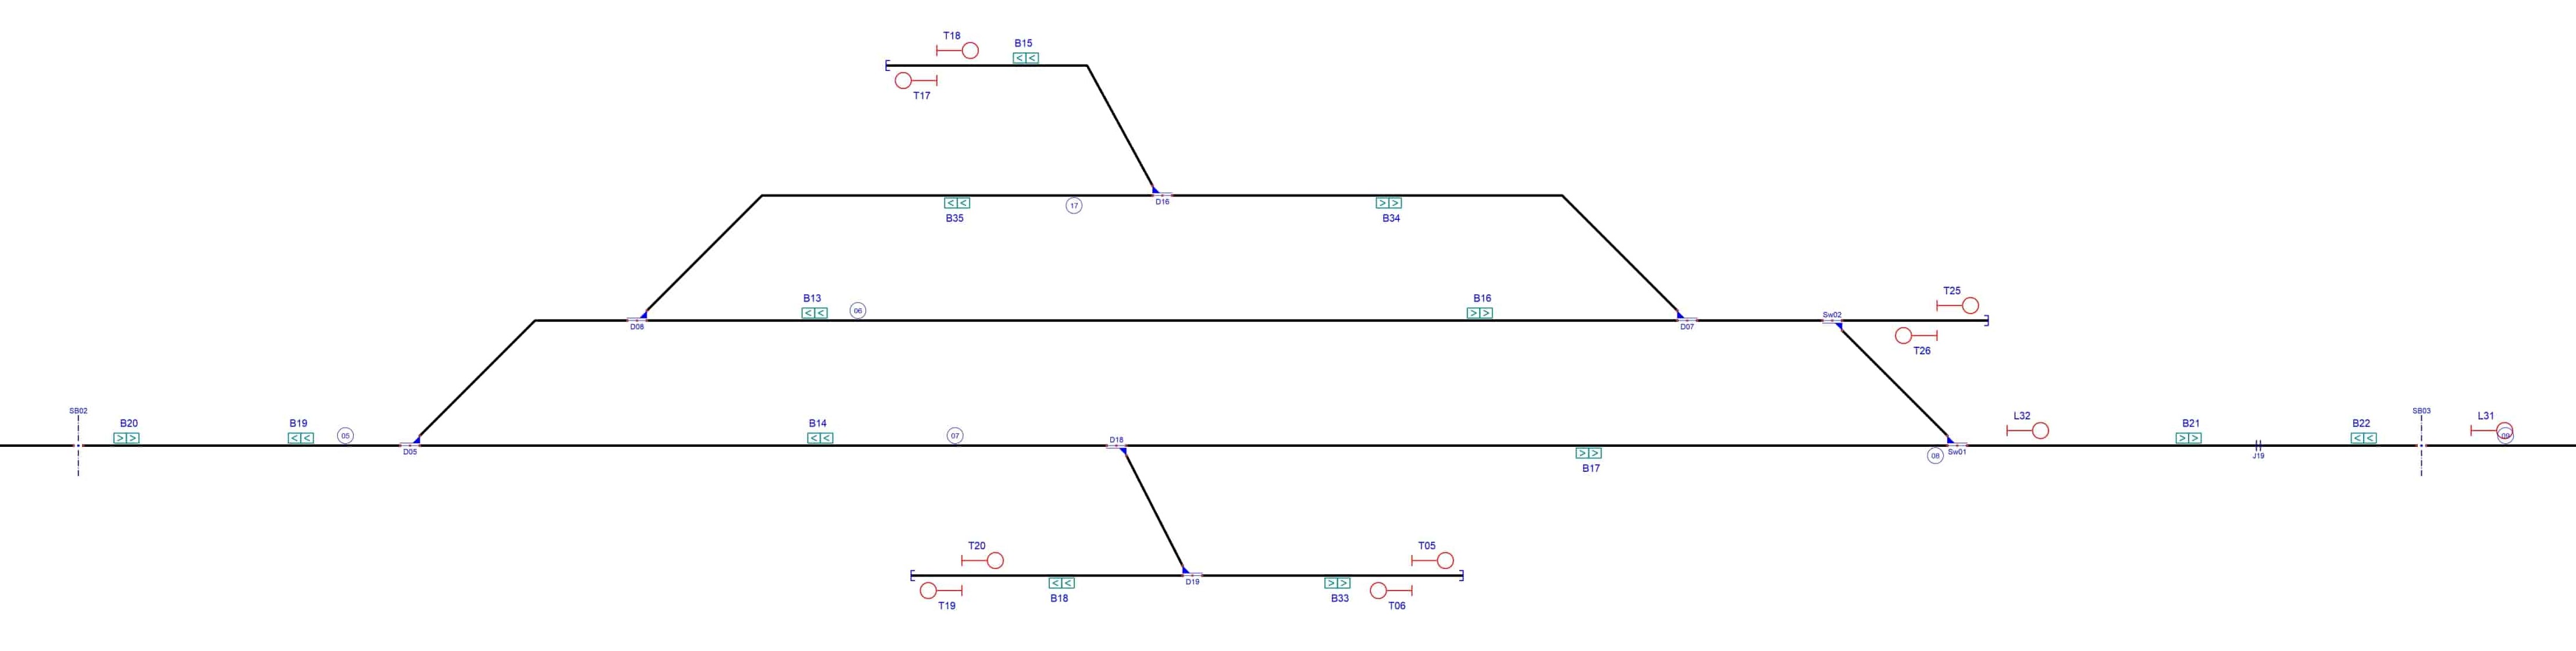 T18
B15
<<
T17
D16
<<
17
>>
B35
B34
B13
06
B16
T25
<<
>>
Sw02
D08
D07
T26
SB02
SB03
B20
B19
B14
L32
B21
B22
L31
>>
<<
05
<<
07
D18
>>
<<
09
D05
>>
08
Sw01
J19
B17
T20
T05
<<
D19
>>
B18
B33
T19
T06